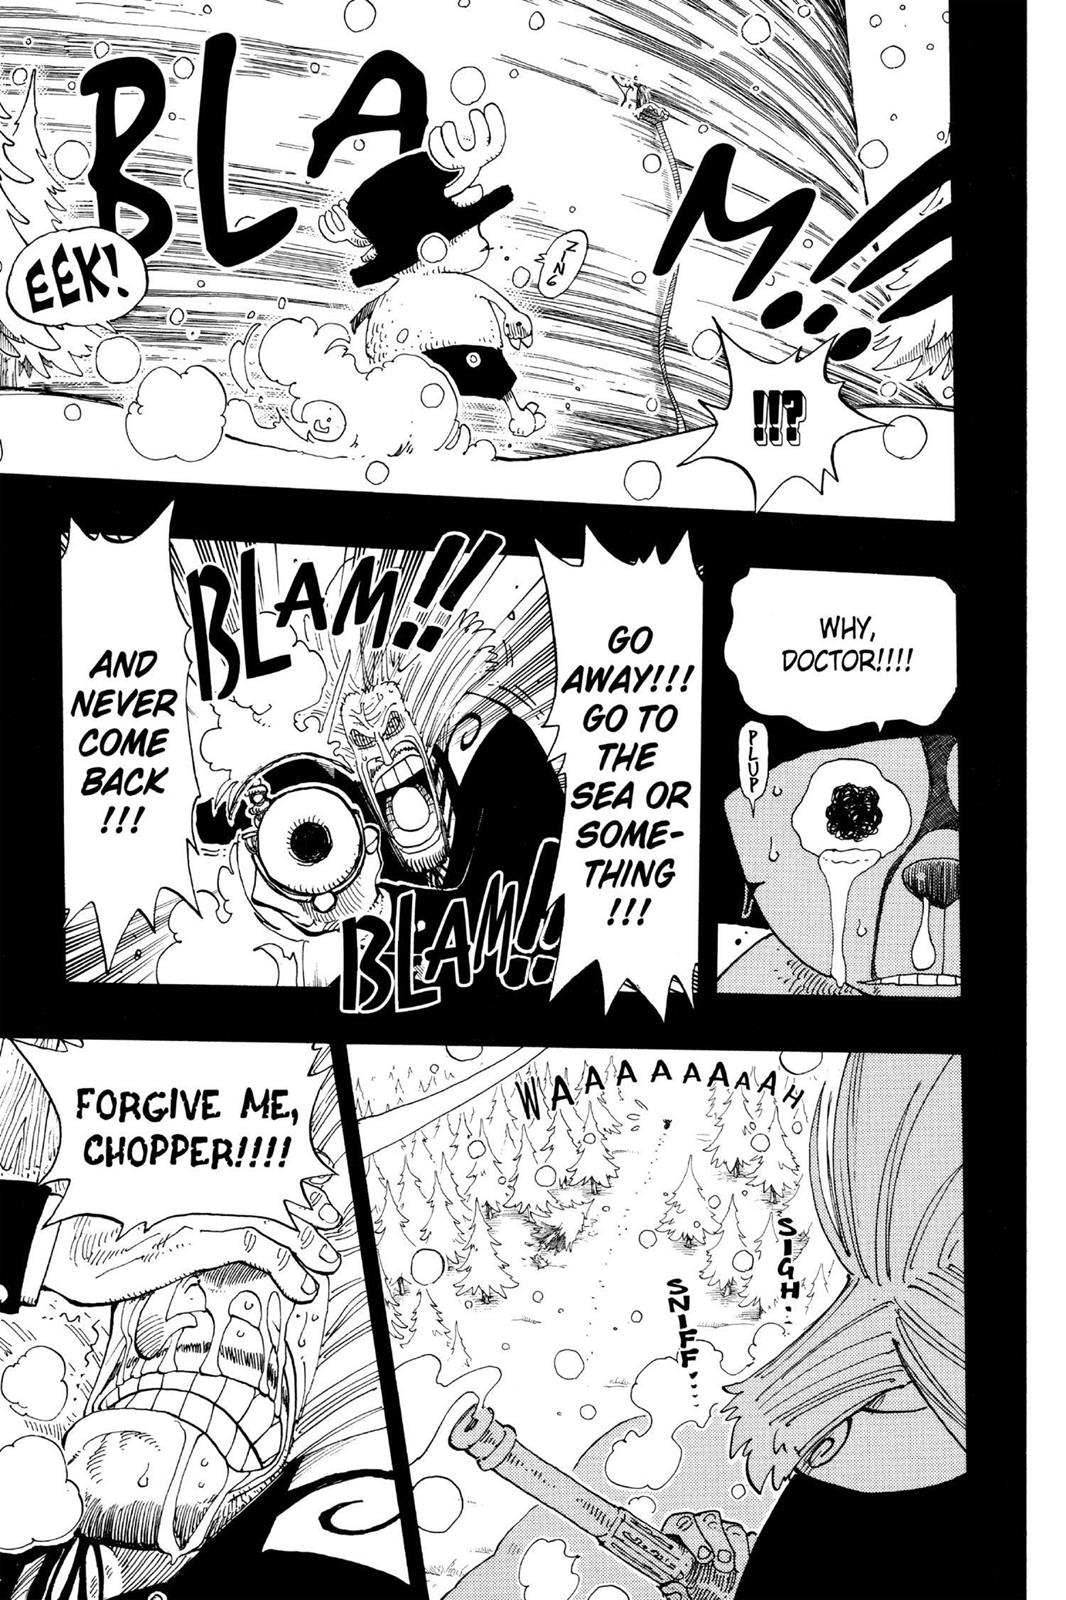 BLAM!!!
ZING
EEK!
!!!?
WHY,
DOCTOR!!!!
PLUP
GO
AWAY!!!
GO TO
THE
SEA OR
SOME-
THING
!!!
BLAM!!
BLAM!!
AND
NEVER
COME
BACK
!!!
WAAAAAAAAH
SIGH...
SNIFF...
FORGIVE ME,
CHOPPER!!!!